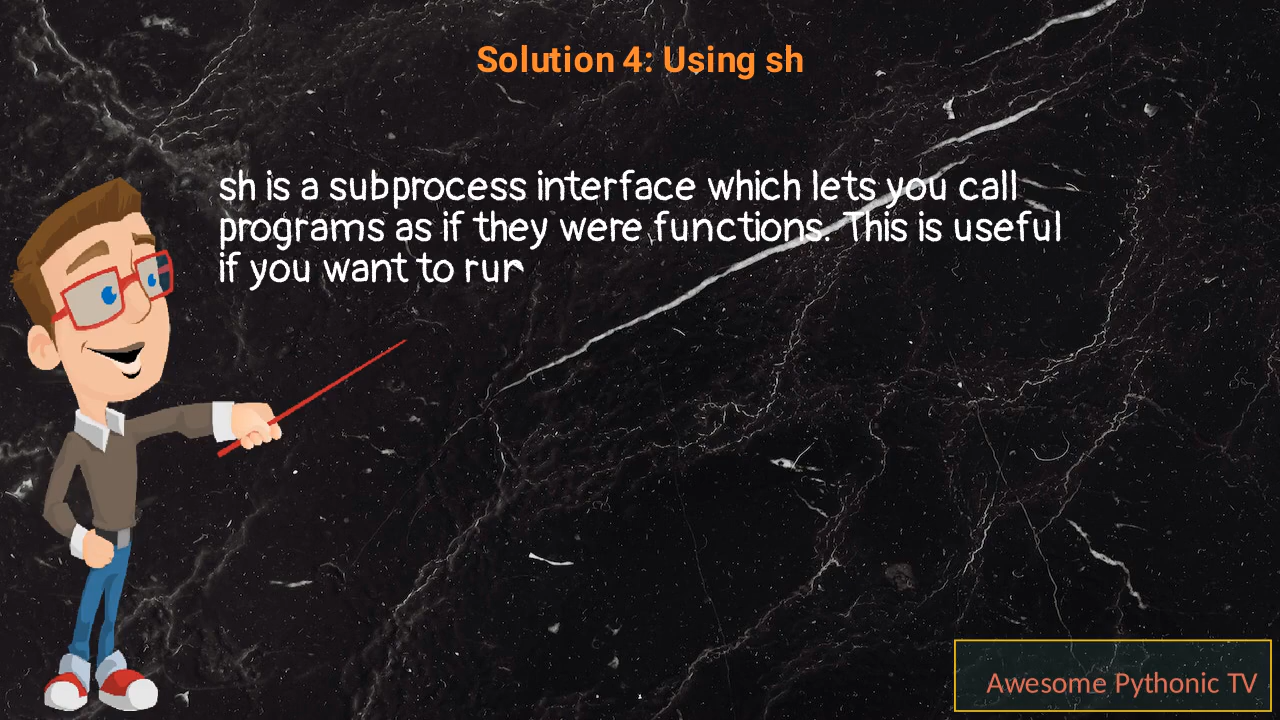 Solution 4: Using sh
sh is a subprocess interface which lets you call
programs as if they were functions. This is useful
if you want to
Awesome Pythonic TV